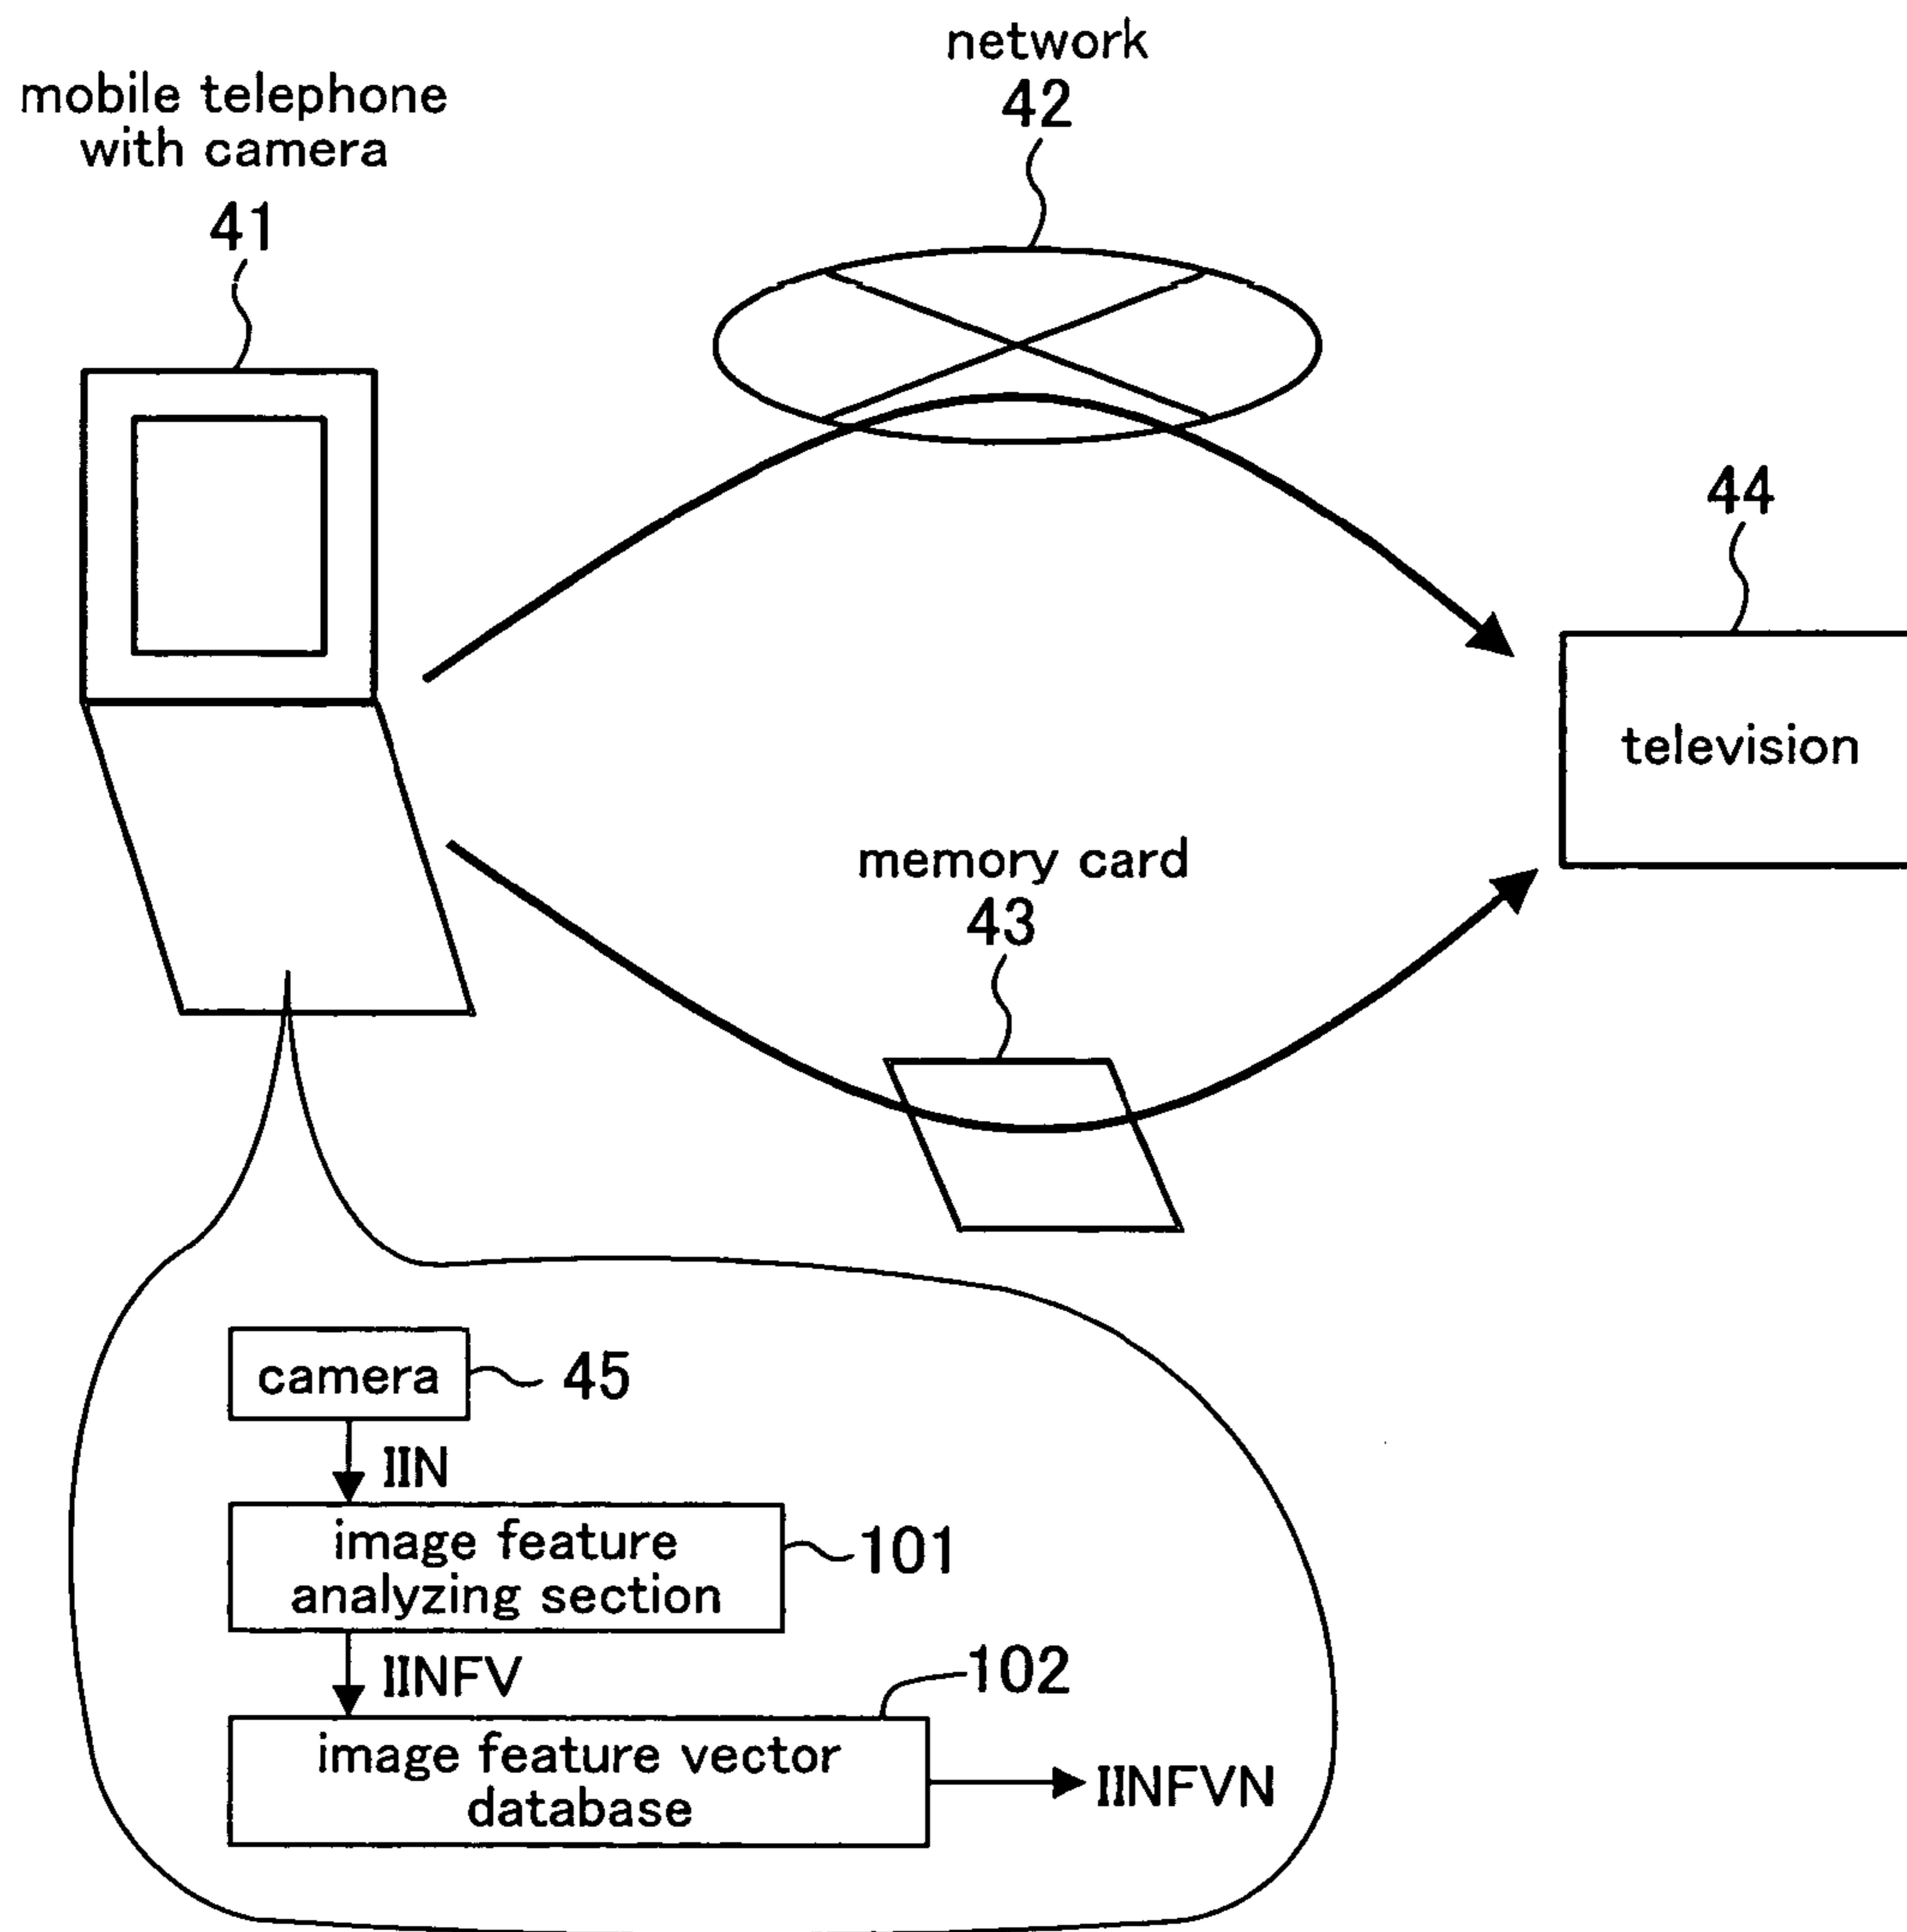 network
42
mobile telephone
with camera
41
44
television
memory card
43
camera
45
IIN
image feature
analyzing section
101
IINFV
102
image feature vector
database
IINFVN